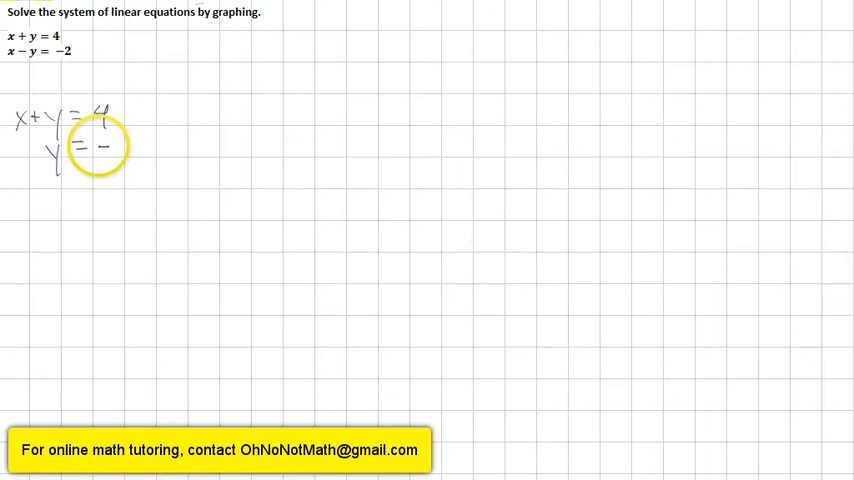 Solve the system of linear equations by graphing.
x + y = 4
x − y = −2
x+y = 4
y = -
For online math tutoring, contact OhNoNotMath@gmail.com